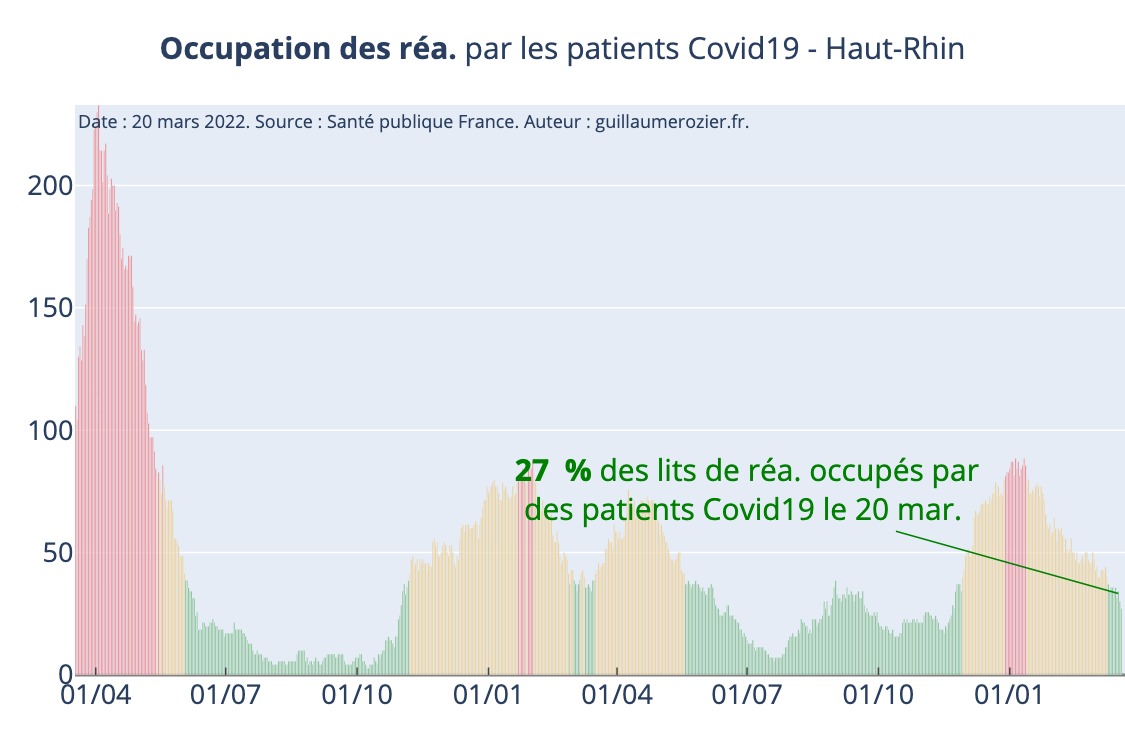 Occupation des réa. par les patients Covid19 - Haut-Rhin
Date : 20 mars 2022. Source : Santé publique France. Auteur : guillaumerozier.fr.
200
150
100
50
0
27 % des lits de réa. occupés par
des patients Covid19 le 20 mar.
01/04 01/07 01/10 01/01 01/04 01/07 01/10 01/01